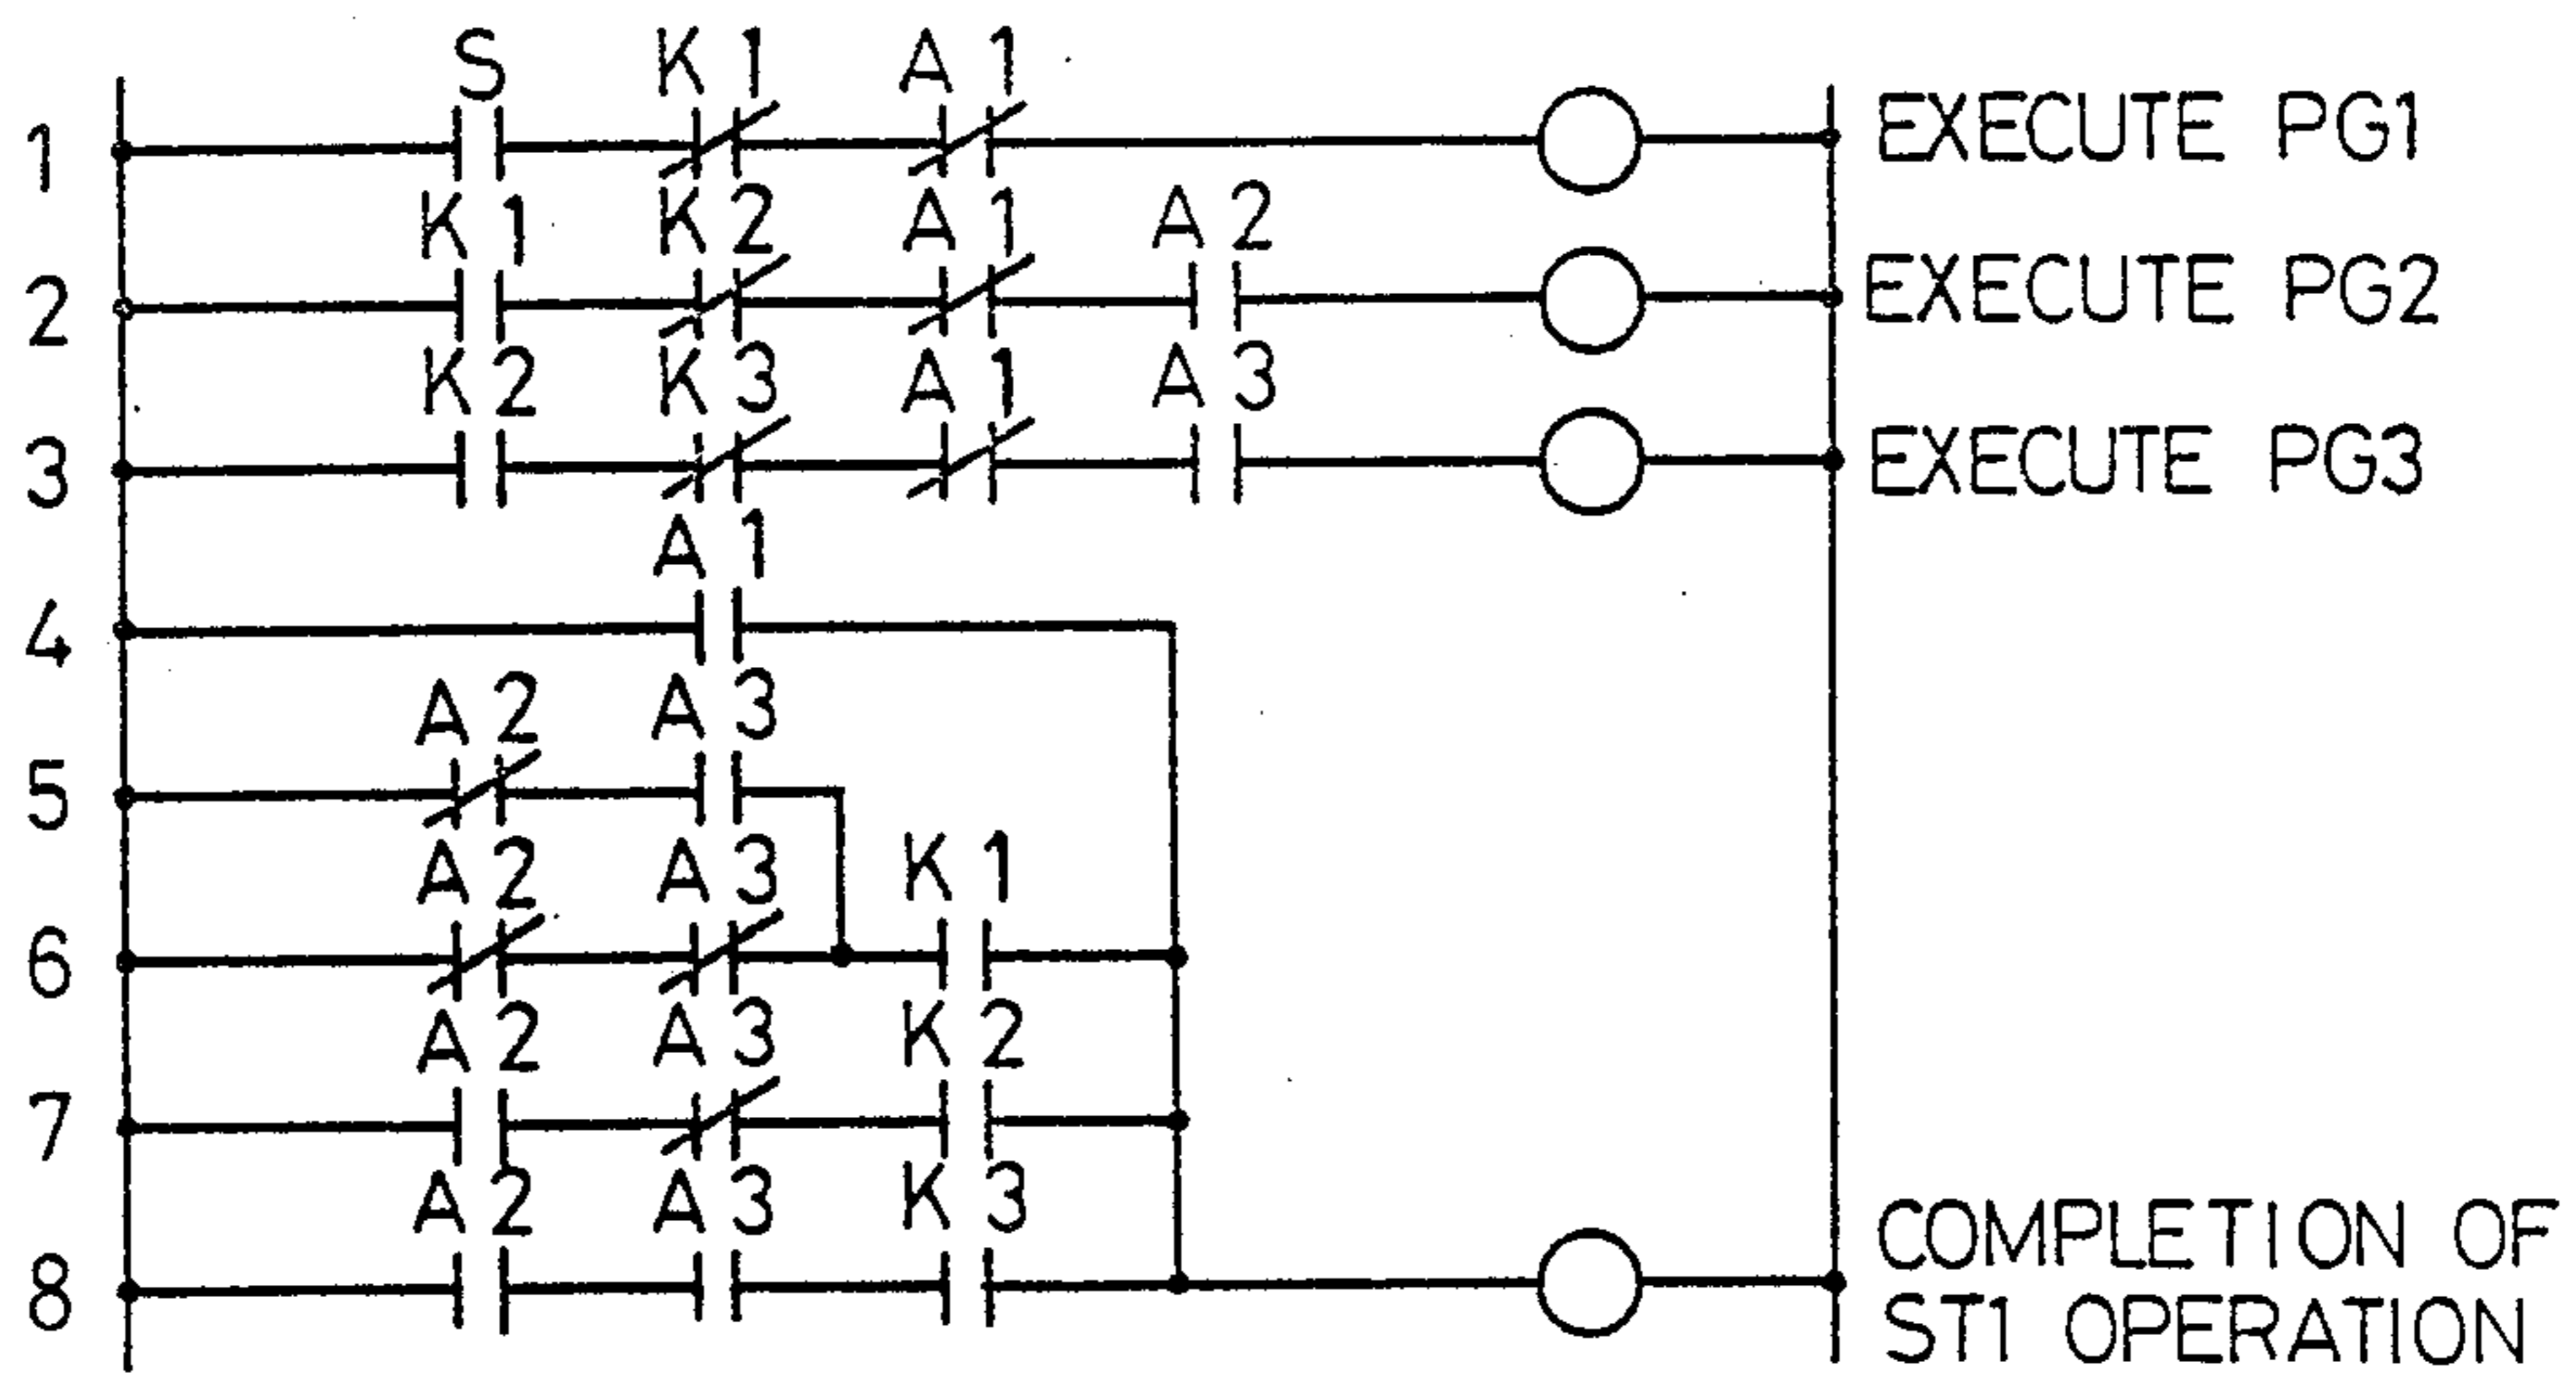 S K1 A1
1 EXECUTE PG1
K1 K2 A1 A2
2 EXECUTE PG2
K2 K3 A1 A3
3 EXECUTE PG3
A1
4
A2 A3
5
A2 A3 K1
6
A2 A3 K2
7
A2 A3 K3
8 COMPLETION OF
ST1 OPERATION